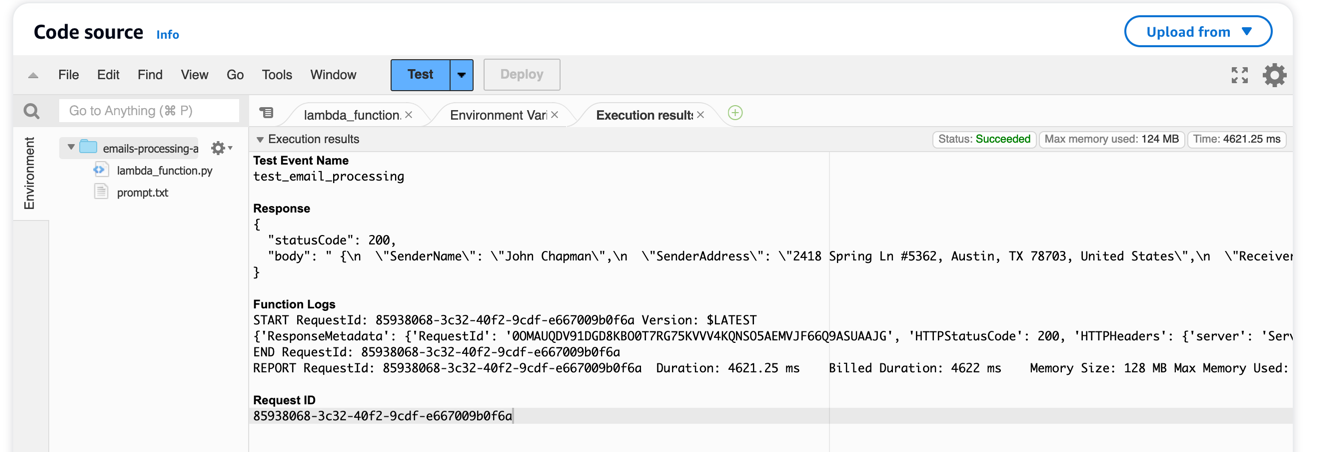 Code source Info Upload from
File Edit Find View Go Tools Window Test Deploy
Go to Anything (⌘ P) lambda_function. Environment Vari Execution results
Execution results Status: Succeeded Max memory used: 124 MB Time: 4621.25 ms
Environment
emails-processing-a
lambda_function.py
prompt.txt
Test Event Name
test_email_processing
Response
{
"statusCode": 200,
"body": " {\n  \"SenderName\": \"John Chapman\",\n  \"SenderAddress\": \"2418 Spring Ln #5362, Austin, TX 78703, United States\",\n  \"Receiver
}
Function Logs
START RequestId: 85938068-3c32-40f2-9cdf-e667009b0f6a Version: $LATEST
{'ResponseMetadata': {'RequestId': '0OMAUQDV91DGD8KBO0T7RG75KVVV4KQNSO5AEMVJF66Q9ASUAAJG', 'HTTPStatusCode': 200, 'HTTPHeaders': {'server': 'Serv
END RequestId: 85938068-3c32-40f2-9cdf-e667009b0f6a
REPORT RequestId: 85938068-3c32-40f2-9cdf-e667009b0f6a  Duration: 4621.25 ms    Billed Duration: 4622 ms    Memory Size: 128 MB Max Memory Used:
Request ID
85938068-3c32-40f2-9cdf-e667009b0f6a